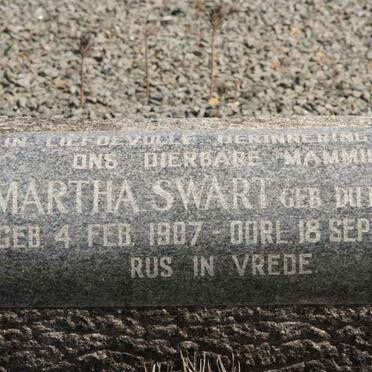 IN LIEFDEVOLLE HERINNERING
ONS DIERBARE MAMMIE
MARTHA SWART GEB DU
GEB. 4 FEB. 1907 - OORL. 18 SEP
RUS IN VREDE